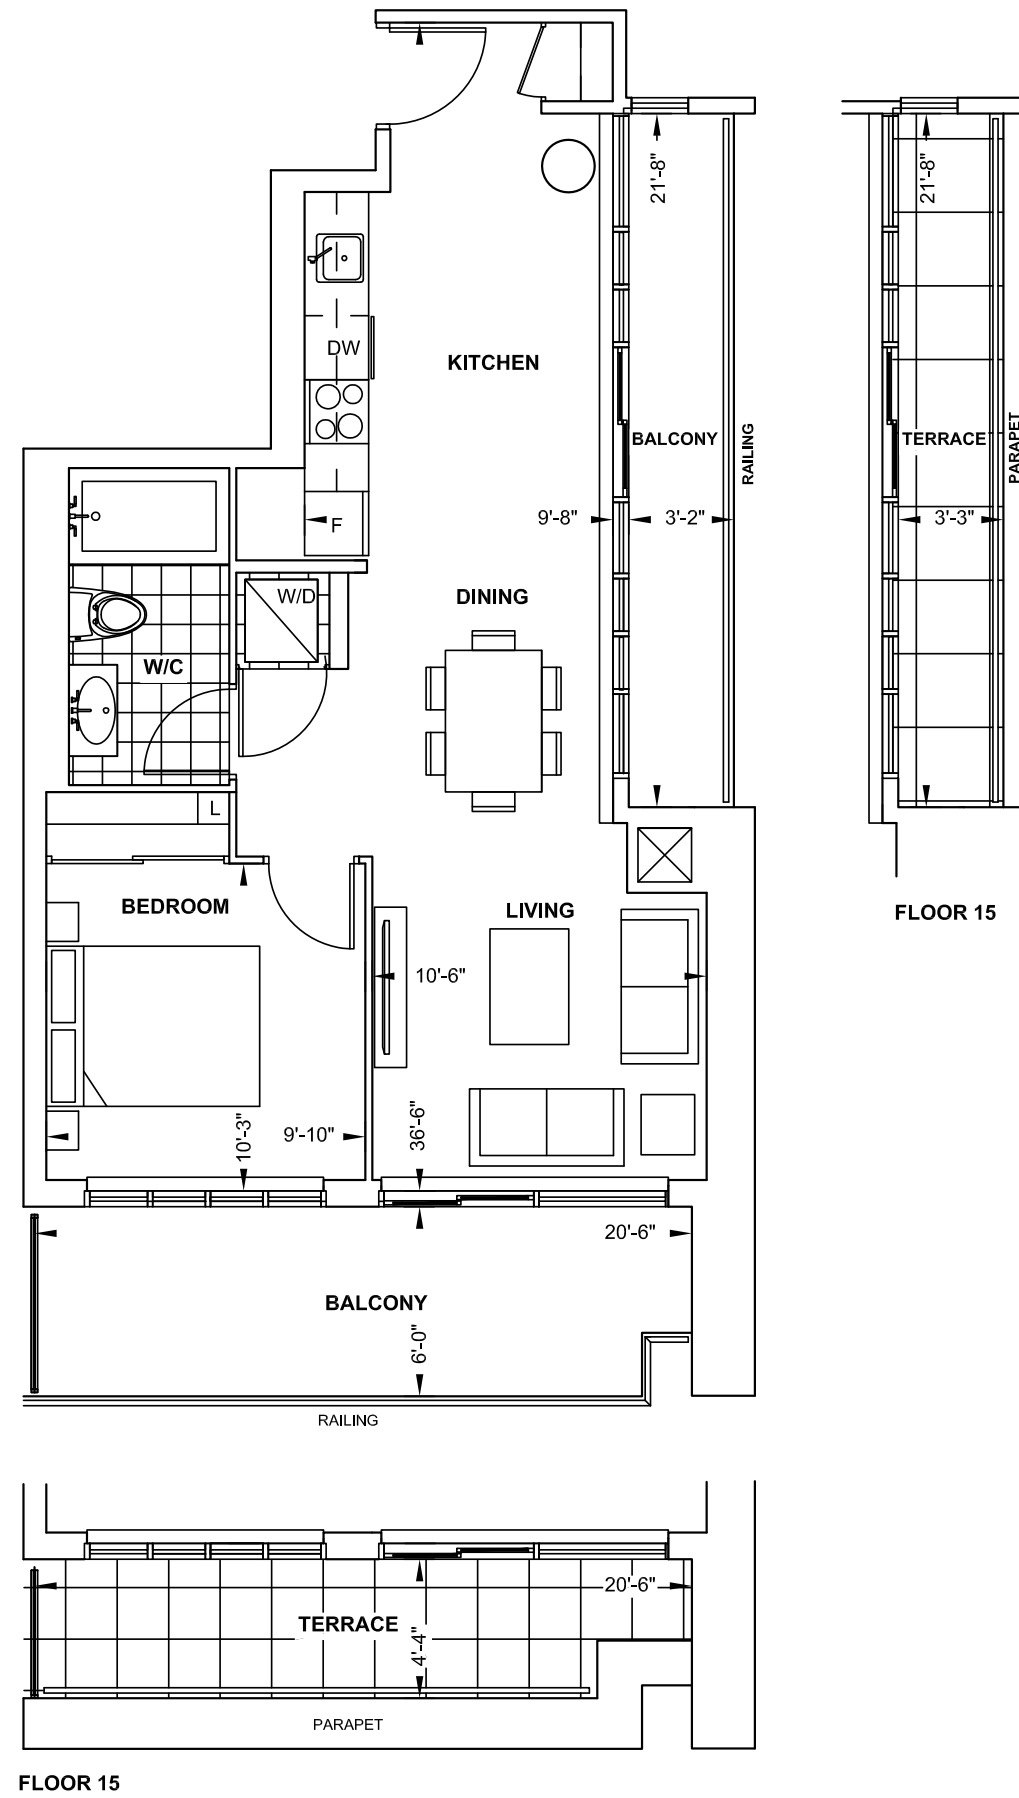 21'-8"
21'-8"
DW
KITCHEN
BALCONY
RAILING
TERRACE
PARAPET
F
9'-8"
3'-2"
3'-3"
W/D
DINING
W/C
L
BEDROOM
LIVING
FLOOR 15
10'-6"
10'-3"
9'-10"
36'-6"
20'-6"
BALCONY
6'-0"
RAILING
20'-6"
TERRACE
4'-4"
PARAPET
FLOOR 15